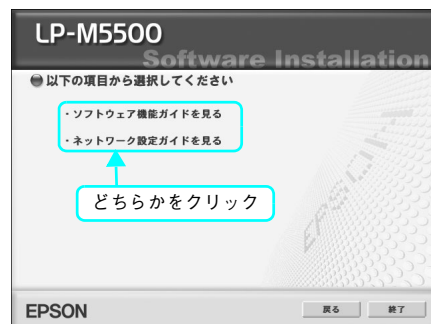 LP-M5500
Software Installation
以下の項目から選択してください
・ソフトウェア機能ガイドを見る
・ネットワーク設定ガイドを見る
どちらかをクリック
EPSON
EPSON
戻る
終了